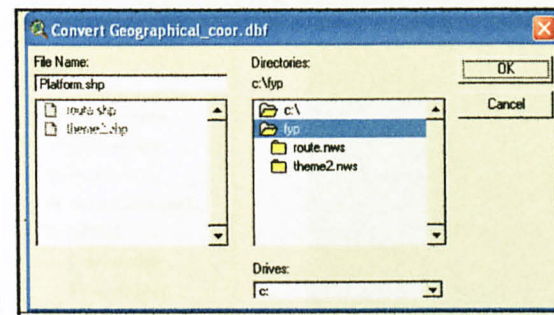 Convert Geographical_coor.dbf
File Name:
Platform.shp
route.shp
theme2.shp
Directories:
c:\fyp
c:\
fyp
route.nws
theme2.nws
Drives:
c:
OK
Cancel